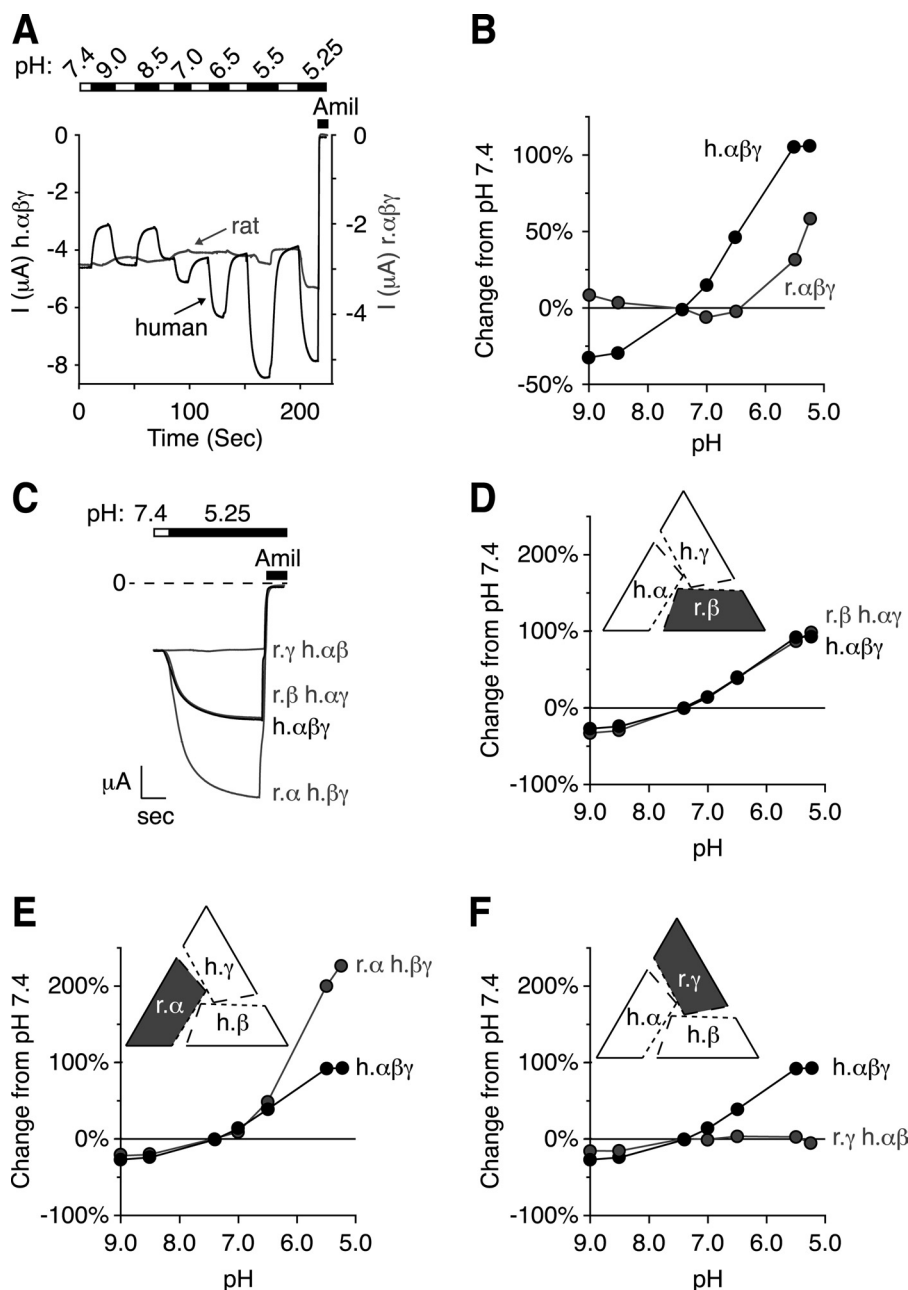 A
pH: 7.4 9.0 8.5 7.0 6.5 5.5 5.25
Amil
0 -2 -4 -6 -8
I (μA) h.αβγ
rat
human
0 -2 -4
I (μA) r.αβγ
0 100 200
Time (Sec)
B
Change from pH 7.4
100%
50%
0%
-50%
h.αβγ
r.αβγ
9.0 8.0 7.0 6.0 5.0
pH
C
pH: 7.4 5.25
Amil
0
r.γ h.αβ
r.β h.αγ
h.αβγ
r.α h.βγ
μA
sec
D
Change from pH 7.4
200%
100%
0%
-100%
h.γ
h.α
r.β
r.β h.αγ
h.αβγ
9.0 8.0 7.0 6.0 5.0
pH
E
Change from pH 7.4
200%
100%
0%
-100%
h.γ
r.α
h.β
r.α h.βγ
h.αβγ
9.0 8.0 7.0 6.0 5.0
pH
F
Change from pH 7.4
200%
100%
0%
-100%
r.γ
h.α
h.β
h.αβγ
r.γ h.αβ
9.0 8.0 7.0 6.0 5.0
pH